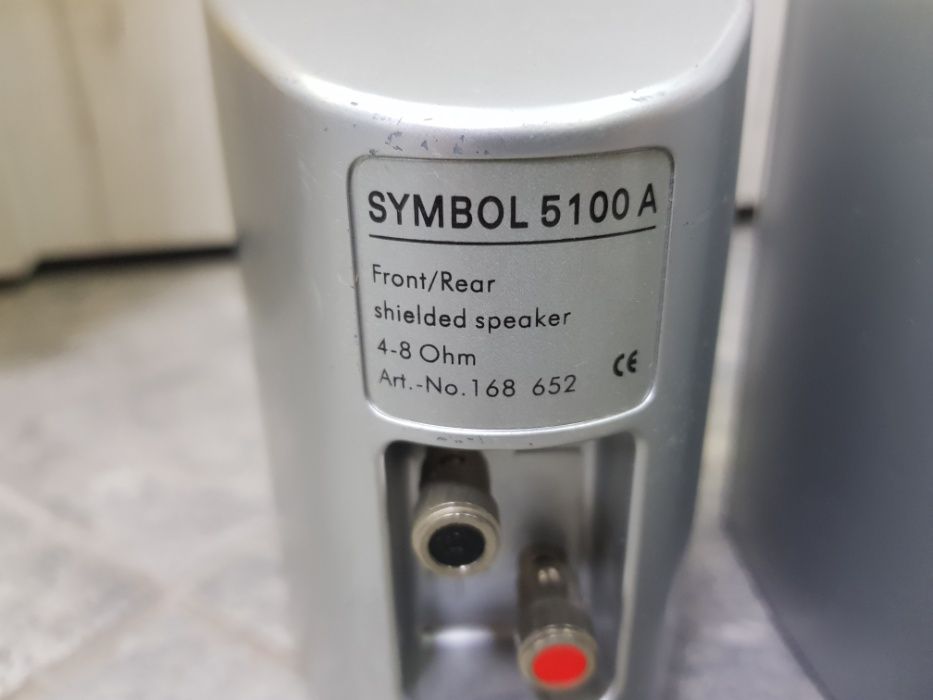 SYMBOL 5100 A
Front/Rear
shielded speaker
4-8 Ohm
Art.-No.168 652
CE